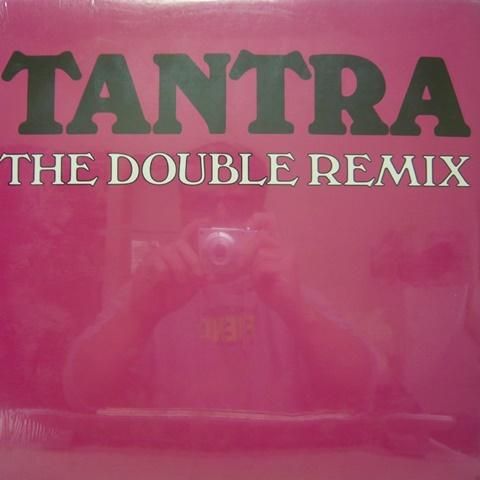 TANTRA
THE DOUBLE REMIX